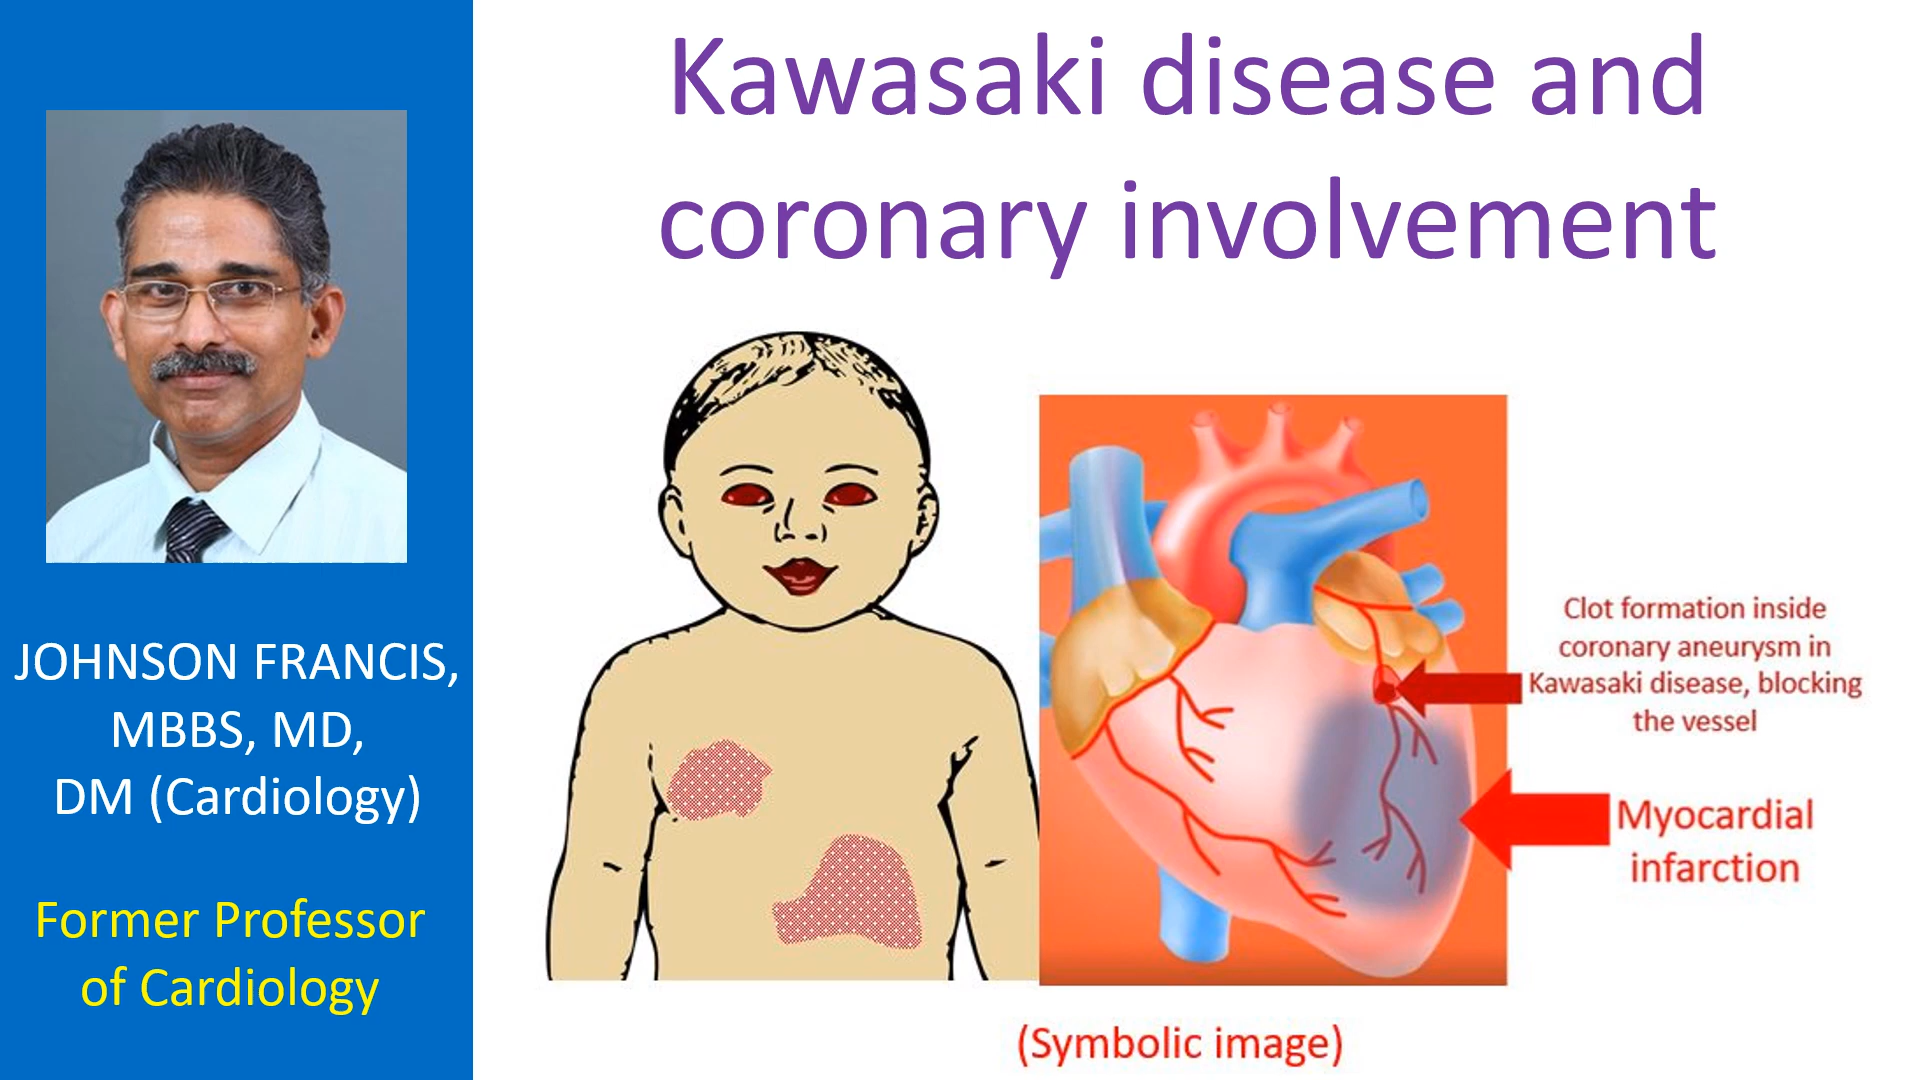 Kawasaki disease and
coronary involvement
JOHNSON FRANCIS,
MBBS, MD,
DM (Cardiology)
Former Professor
of Cardiology
Clot formation inside
coronary aneurysm in
Kawasaki disease, blocking
the vessel
Myocardial
infarction
(Symbolic image)